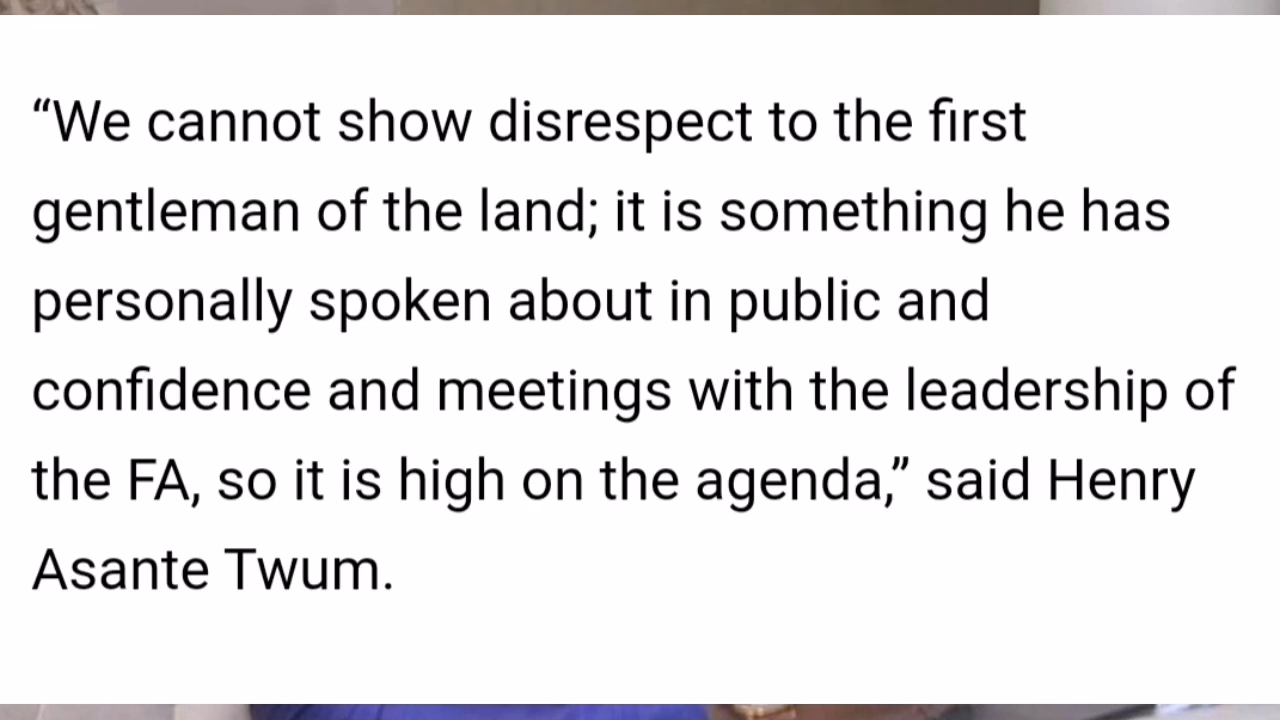 “We cannot show disrespect to the first
gentleman of the land; it is something he has
personally spoken about in public and
confidence and meetings with the leadership of
the FA, so it is high on the agenda,” said Henry
Asante Twum.